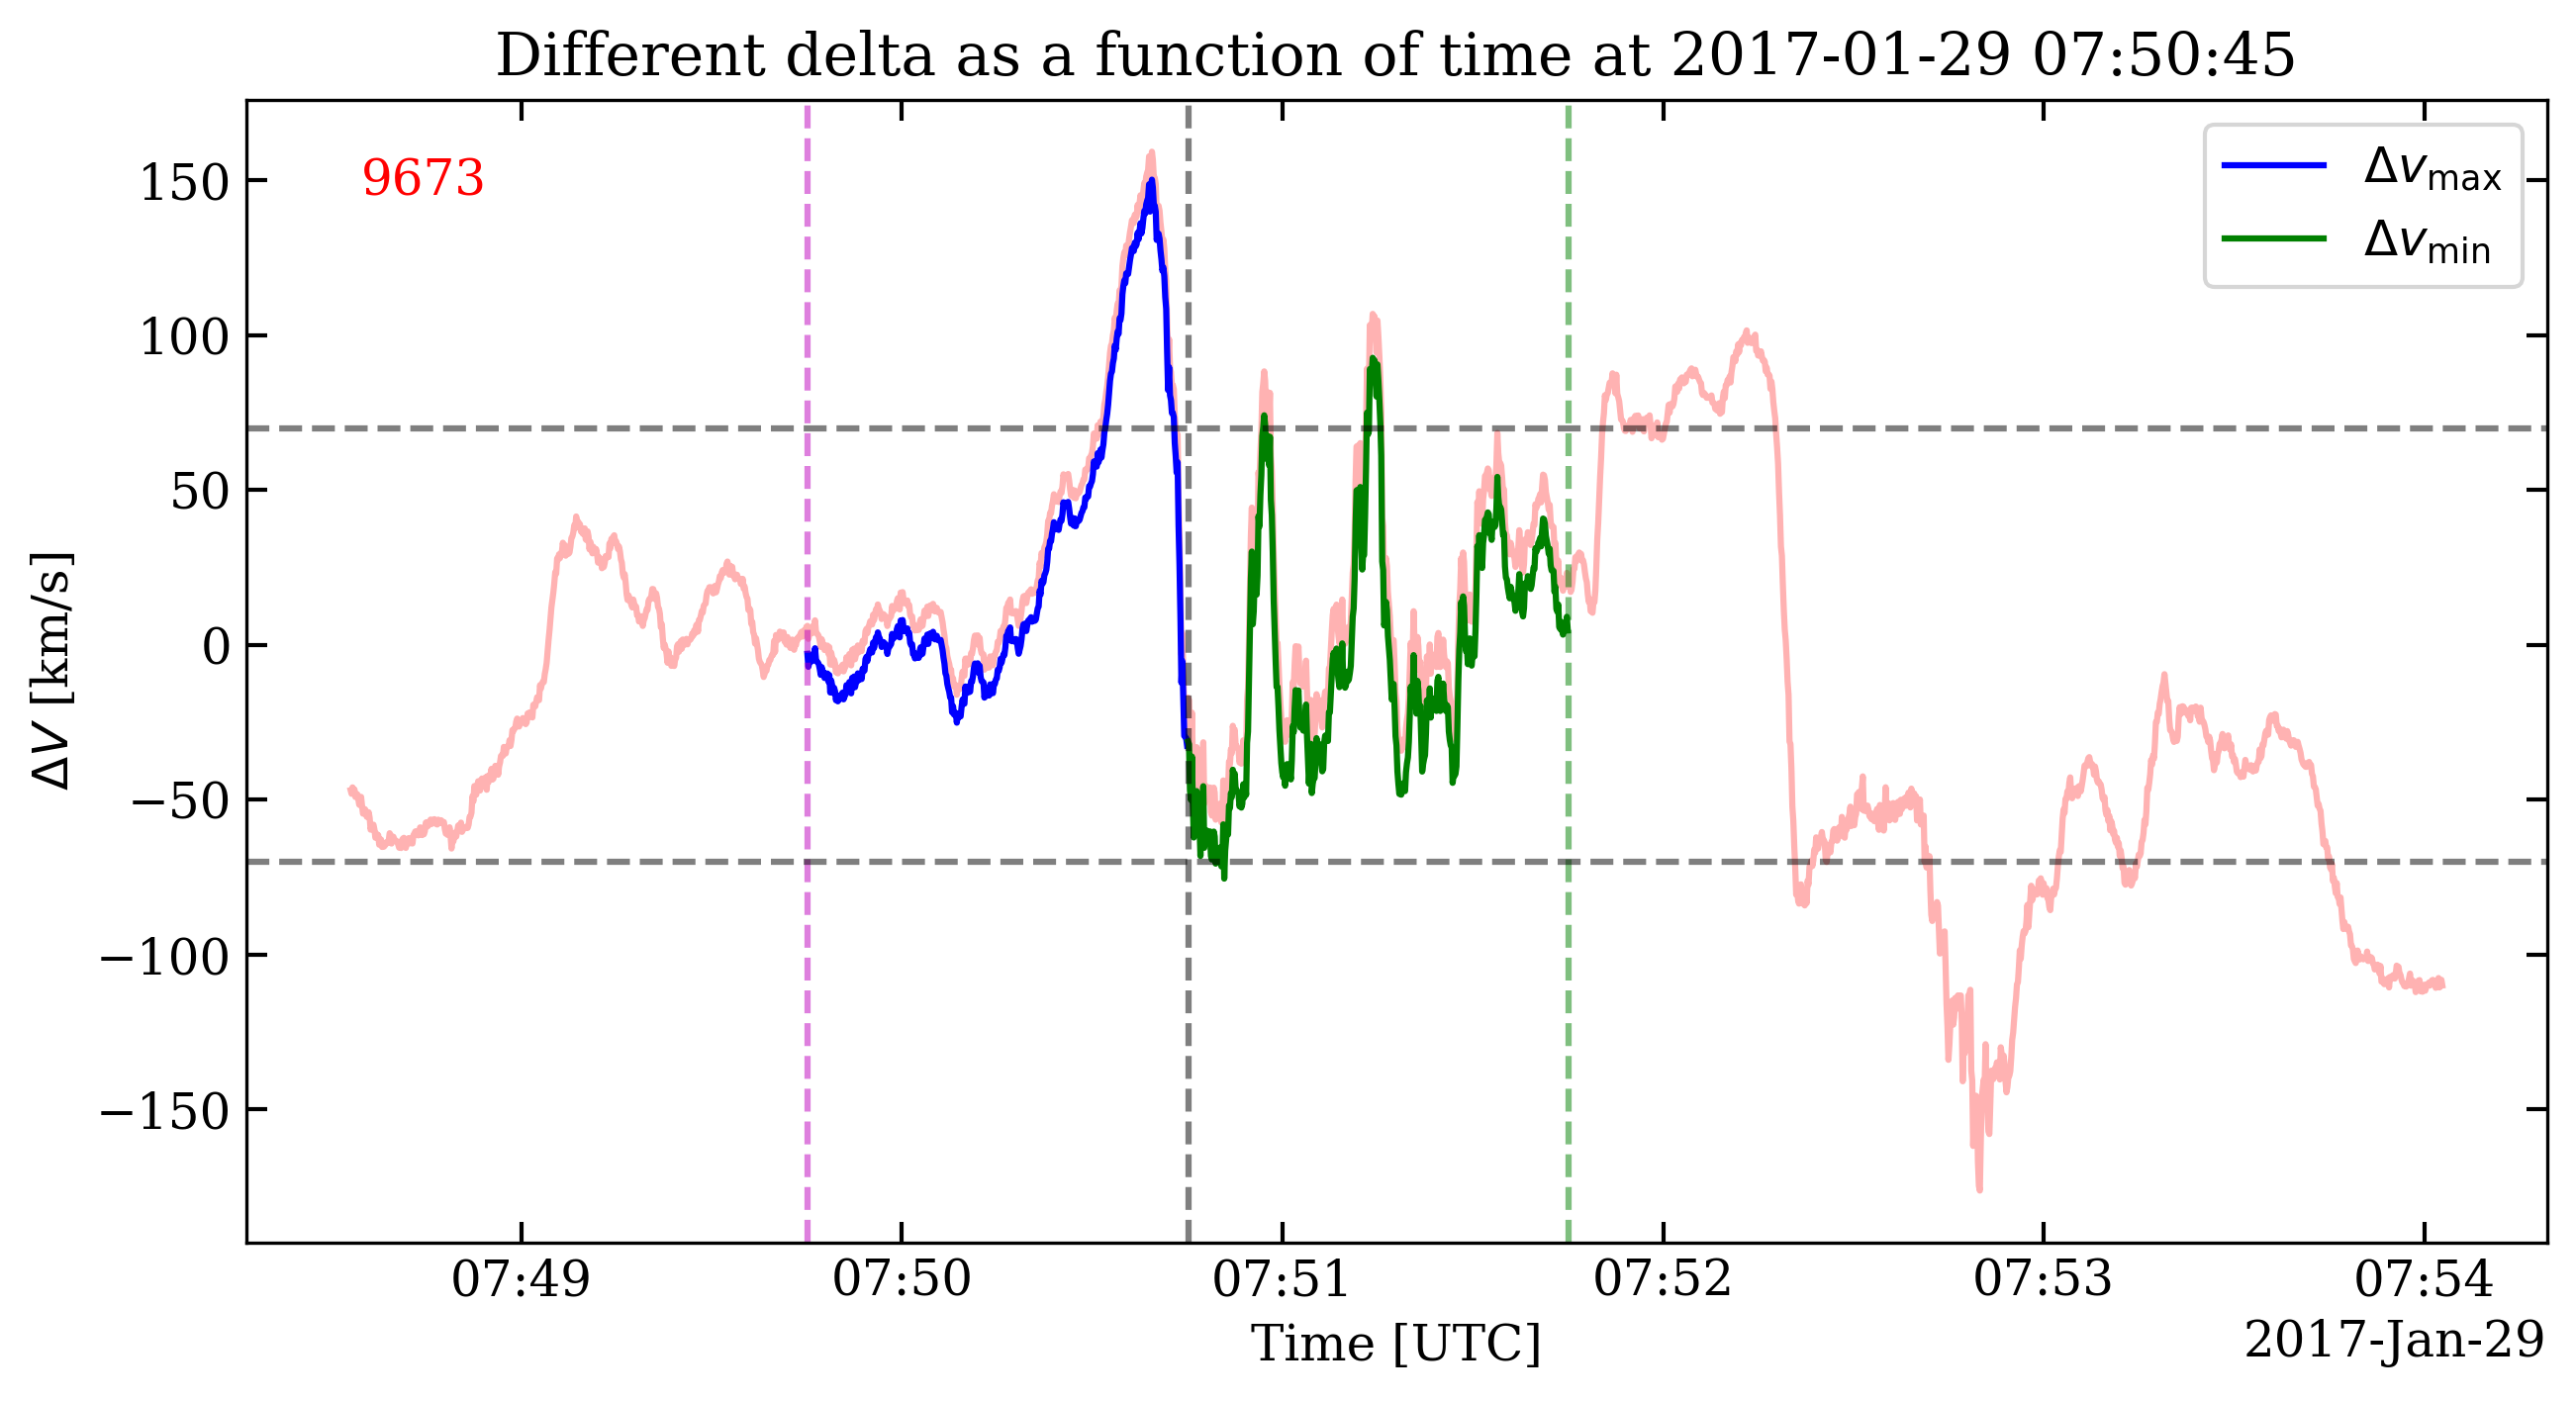 Different delta as a function of time at 2017-01-29 07:50:45
9673
Δv_max
Δv_min
150
100
50
0
−50
−100
−150
ΔV [km/s]
07:49 07:50 07:51 07:52 07:53 07:54
Time [UTC]
2017-Jan-29